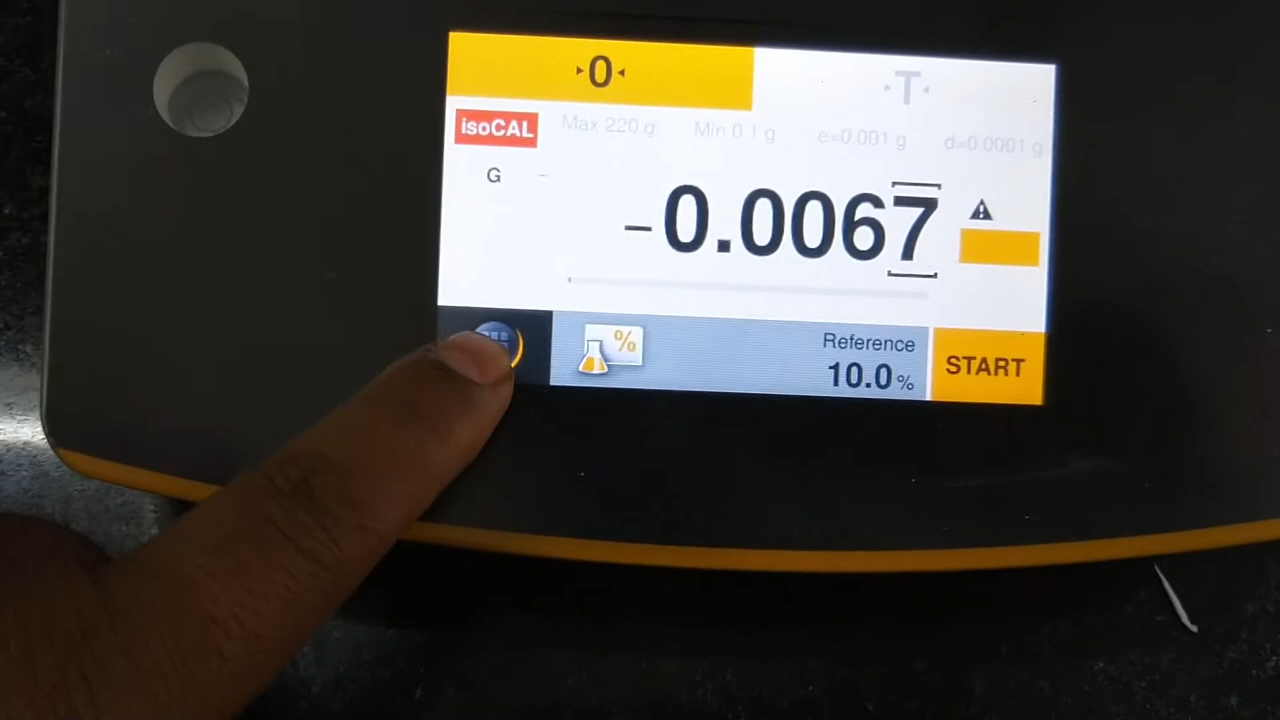 0 T
isoCAL Max 220 g Min 0.1 g e=0.001 g d=0.0001 g
G
-0.0067
% Reference
10.0 % START